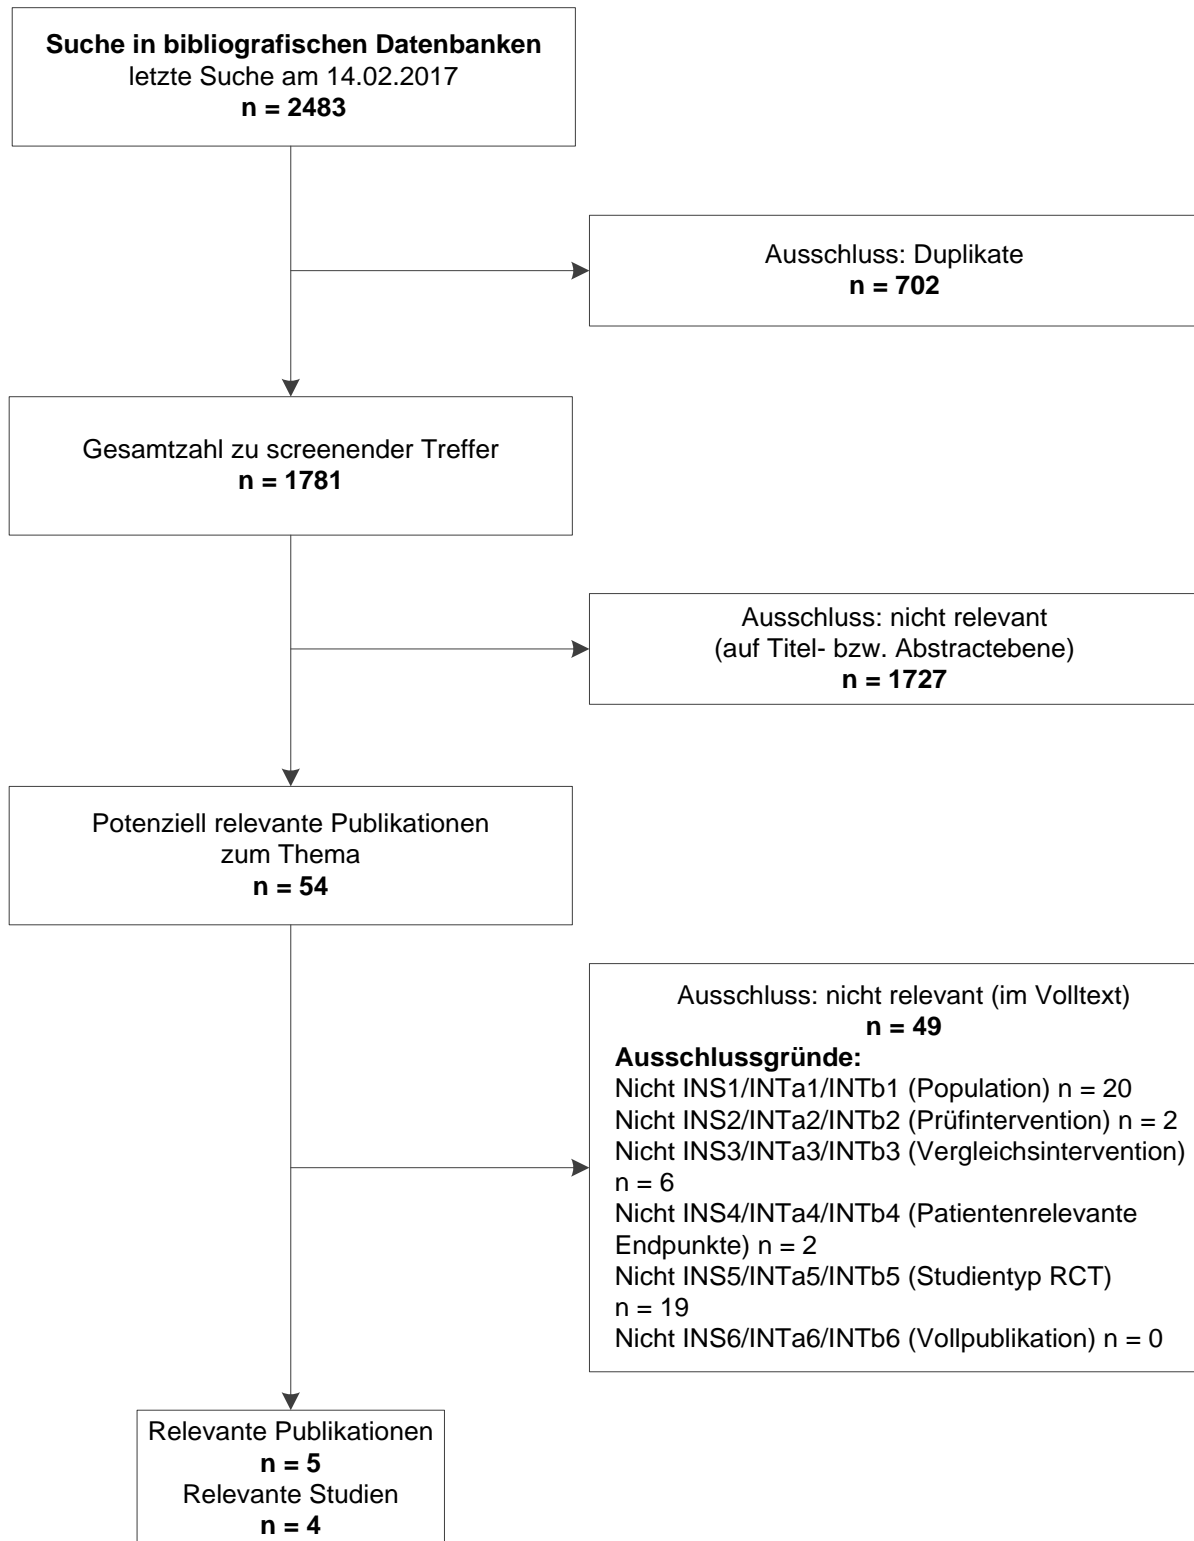 Suche in bibliografischen Datenbanken
letzte Suche am 14.02.2017
n = 2483
Ausschluss: Duplikate
n = 702
Gesamtzahl zu screenender Treffer
n = 1781
Ausschluss: nicht relevant
(auf Titel- bzw. Abstractebene)
n = 1727
Potenziell relevante Publikationen
zum Thema
n = 54
Ausschluss: nicht relevant (im Volltext)
n = 49
Ausschlussgründe:
Nicht INS1/INTa1/INTb1 (Population) n = 20
Nicht INS2/INTa2/INTb2 (Prüfintervention) n = 2
Nicht INS3/INTa3/INTb3 (Vergleichsintervention)
n = 6
Nicht INS4/INTa4/INTb4 (Patientenrelevante
Endpunkte) n = 2
Nicht INS5/INTa5/INTb5 (Studientyp RCT)
n = 19
Nicht INS6/INTa6/INTb6 (Vollpublikation) n = 0
Relevante Publikationen
n = 5
Relevante Studien
n = 4